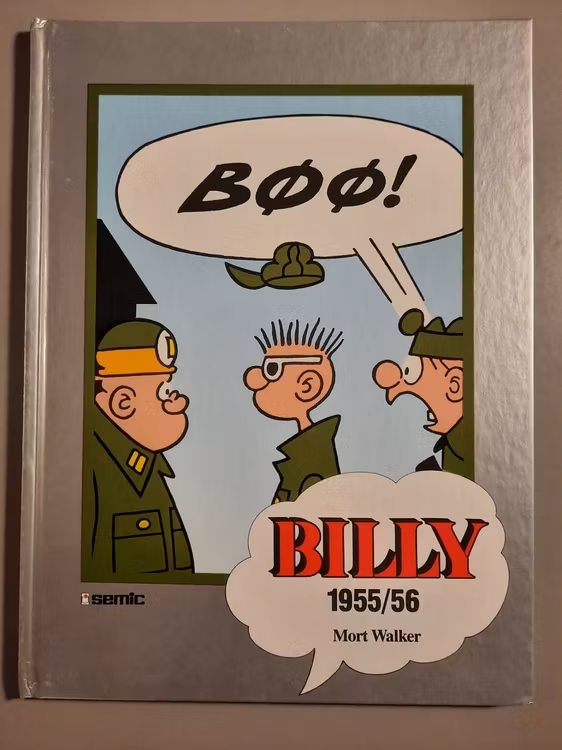 BØØ!
BILLY
1955/56
Mort Walker
semic